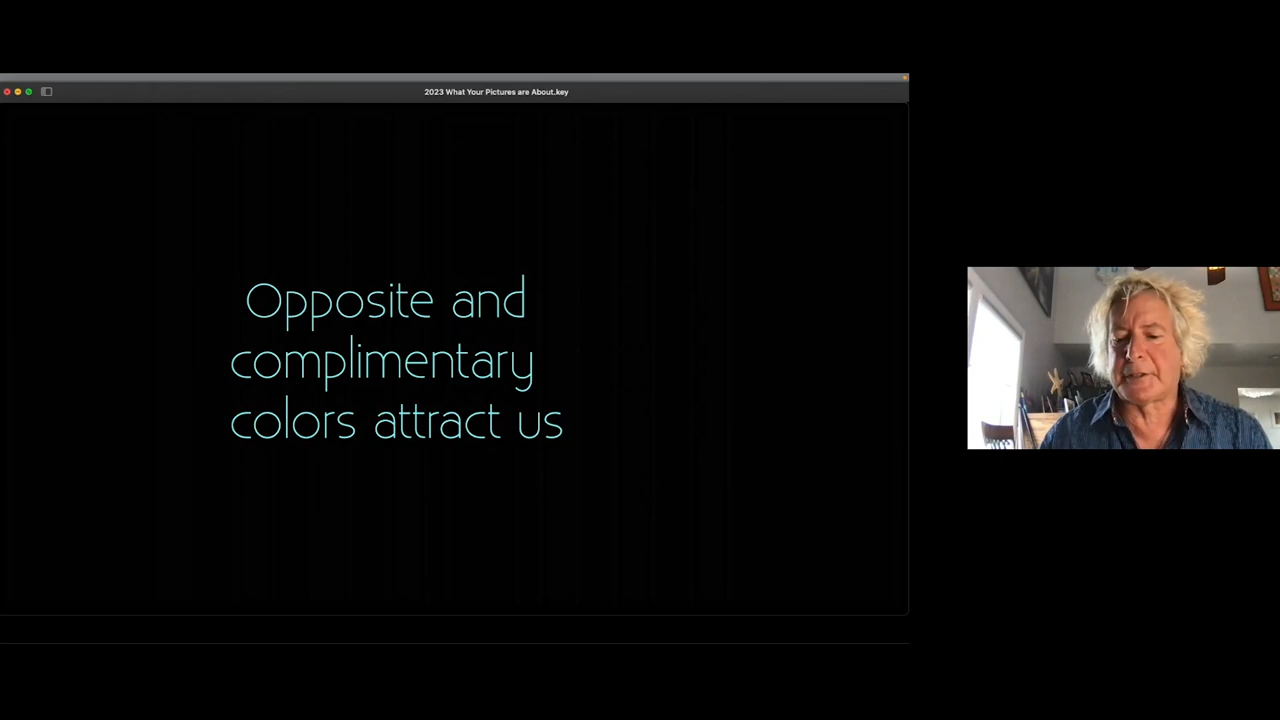 2023 What Your Pictures are About.key
Opposite and
complimentary
colors attract us